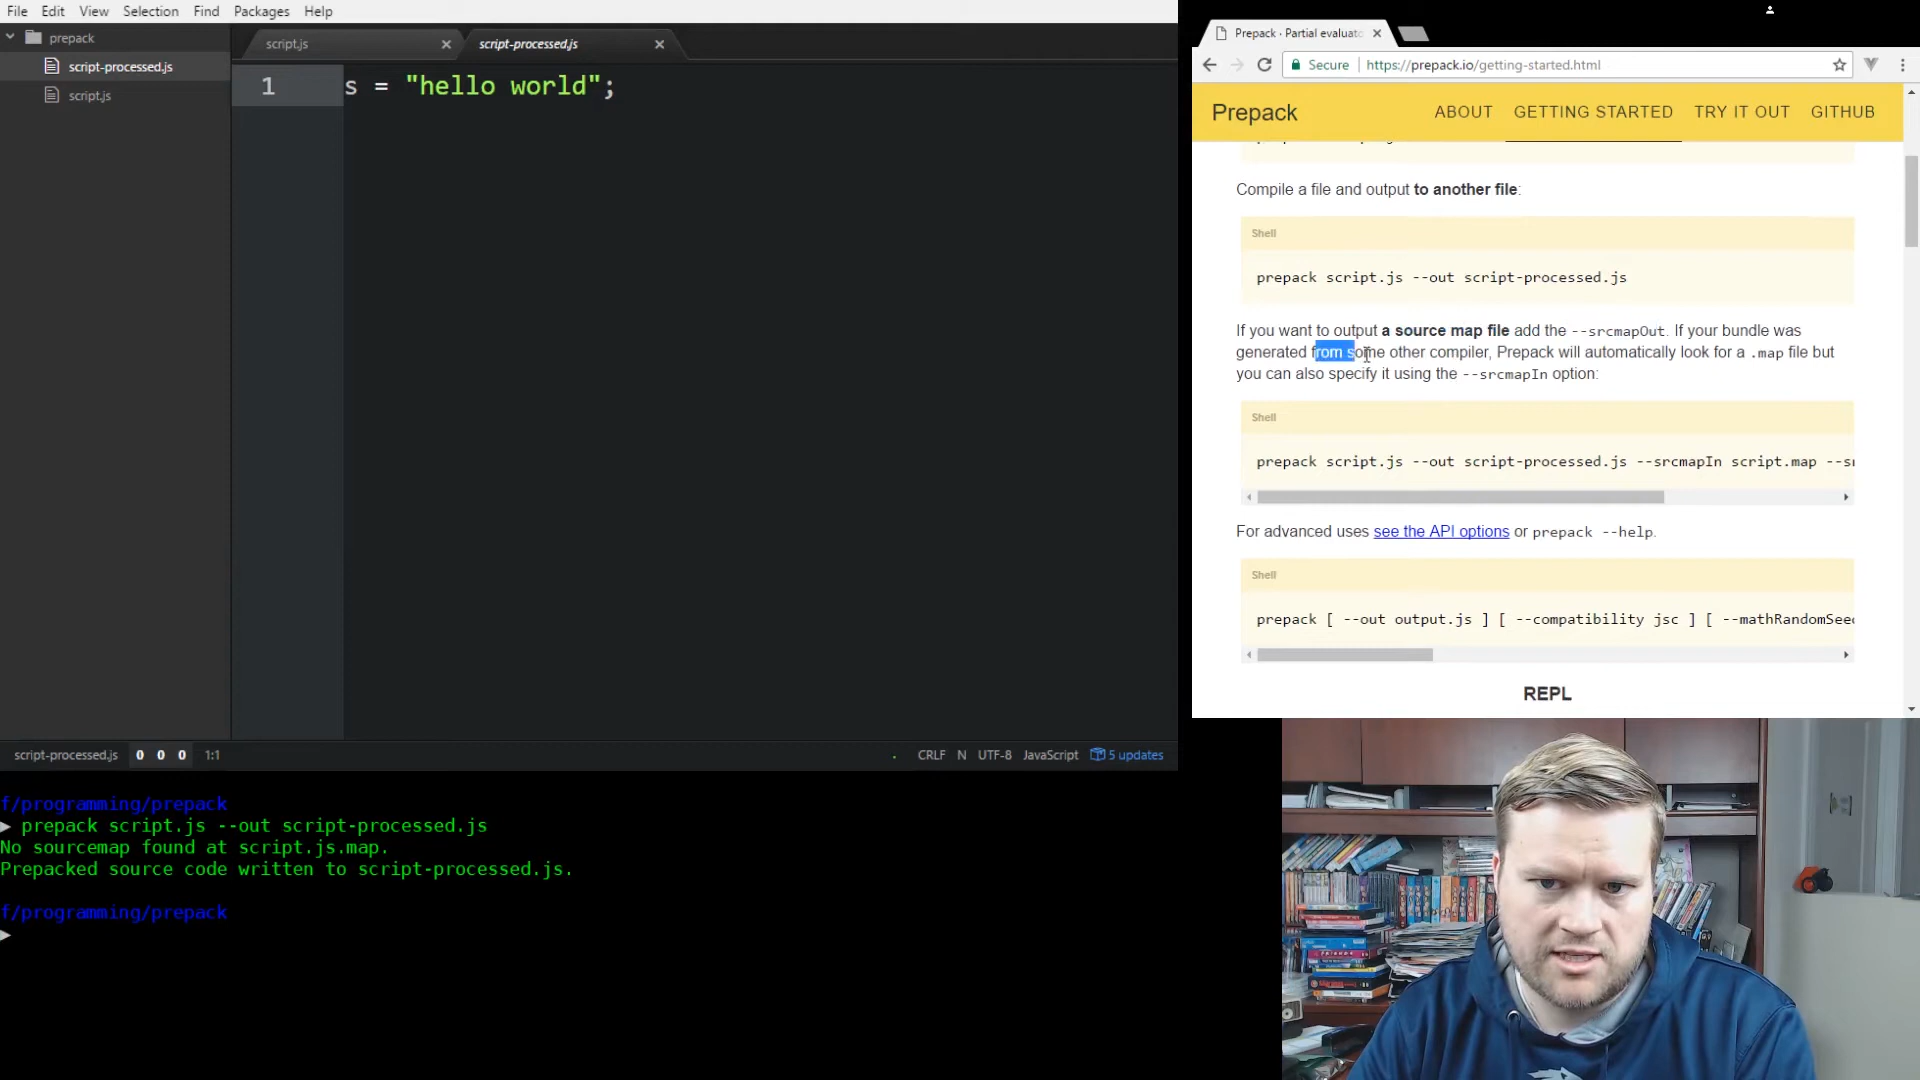 File Edit View Selection Find Packages Help
prepack
script-processed.js
script.js
script.js
script-processed.js
1 s = "hello world";
script-processed.js 0 0 0 1:1
CRLF N UTF-8 JavaScript 5 updates
f/programming/prepack
prepack script.js --out script-processed.js
No sourcemap found at script.js.map.
Prepacked source code written to script-processed.js.
f/programming/prepack
Prepack · Partial evaluato
Secure https://prepack.io/getting-started.html
Prepack ABOUT GETTING STARTED TRY IT OUT GITHUB
Compile a file and output to another file:
Shell
prepack script.js --out script-processed.js
If you want to output a source map file add the --srcmapOut. If your bundle was
generated from some other compiler, Prepack will automatically look for a .map file but
you can also specify it using the --srcmapIn option:
Shell
prepack script.js --out script-processed.js --srcmapIn script.map --sr
For advanced uses see the API options or prepack --help.
Shell
prepack [ --out output.js ] [ --compatibility jsc ] [ --mathRandomSeed
REPL